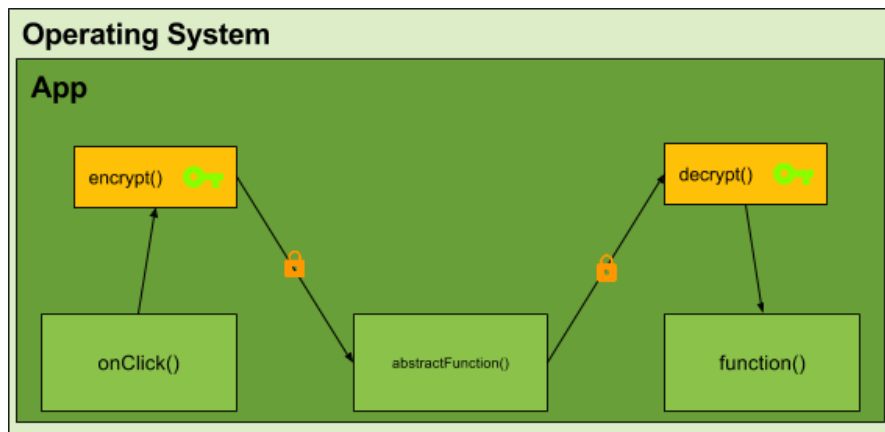 Operating System
App
encrypt()
decrypt()
onClick()
abstractFunction()
function()